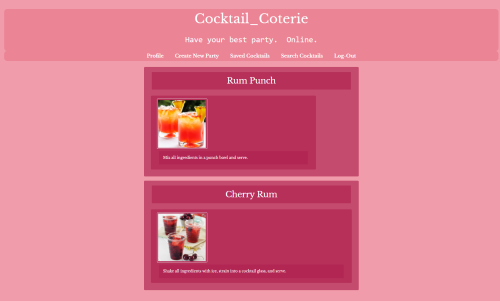 Cocktail_Coterie
Have your best party. Online.
Profile Create New Party Saved Cocktails Search Cocktails Log-Out
Rum Punch
Mix all ingredients in a punch bowl and serve.
Cherry Rum
Shake all ingredients with ice, strain into a cocktail glass, and serve.